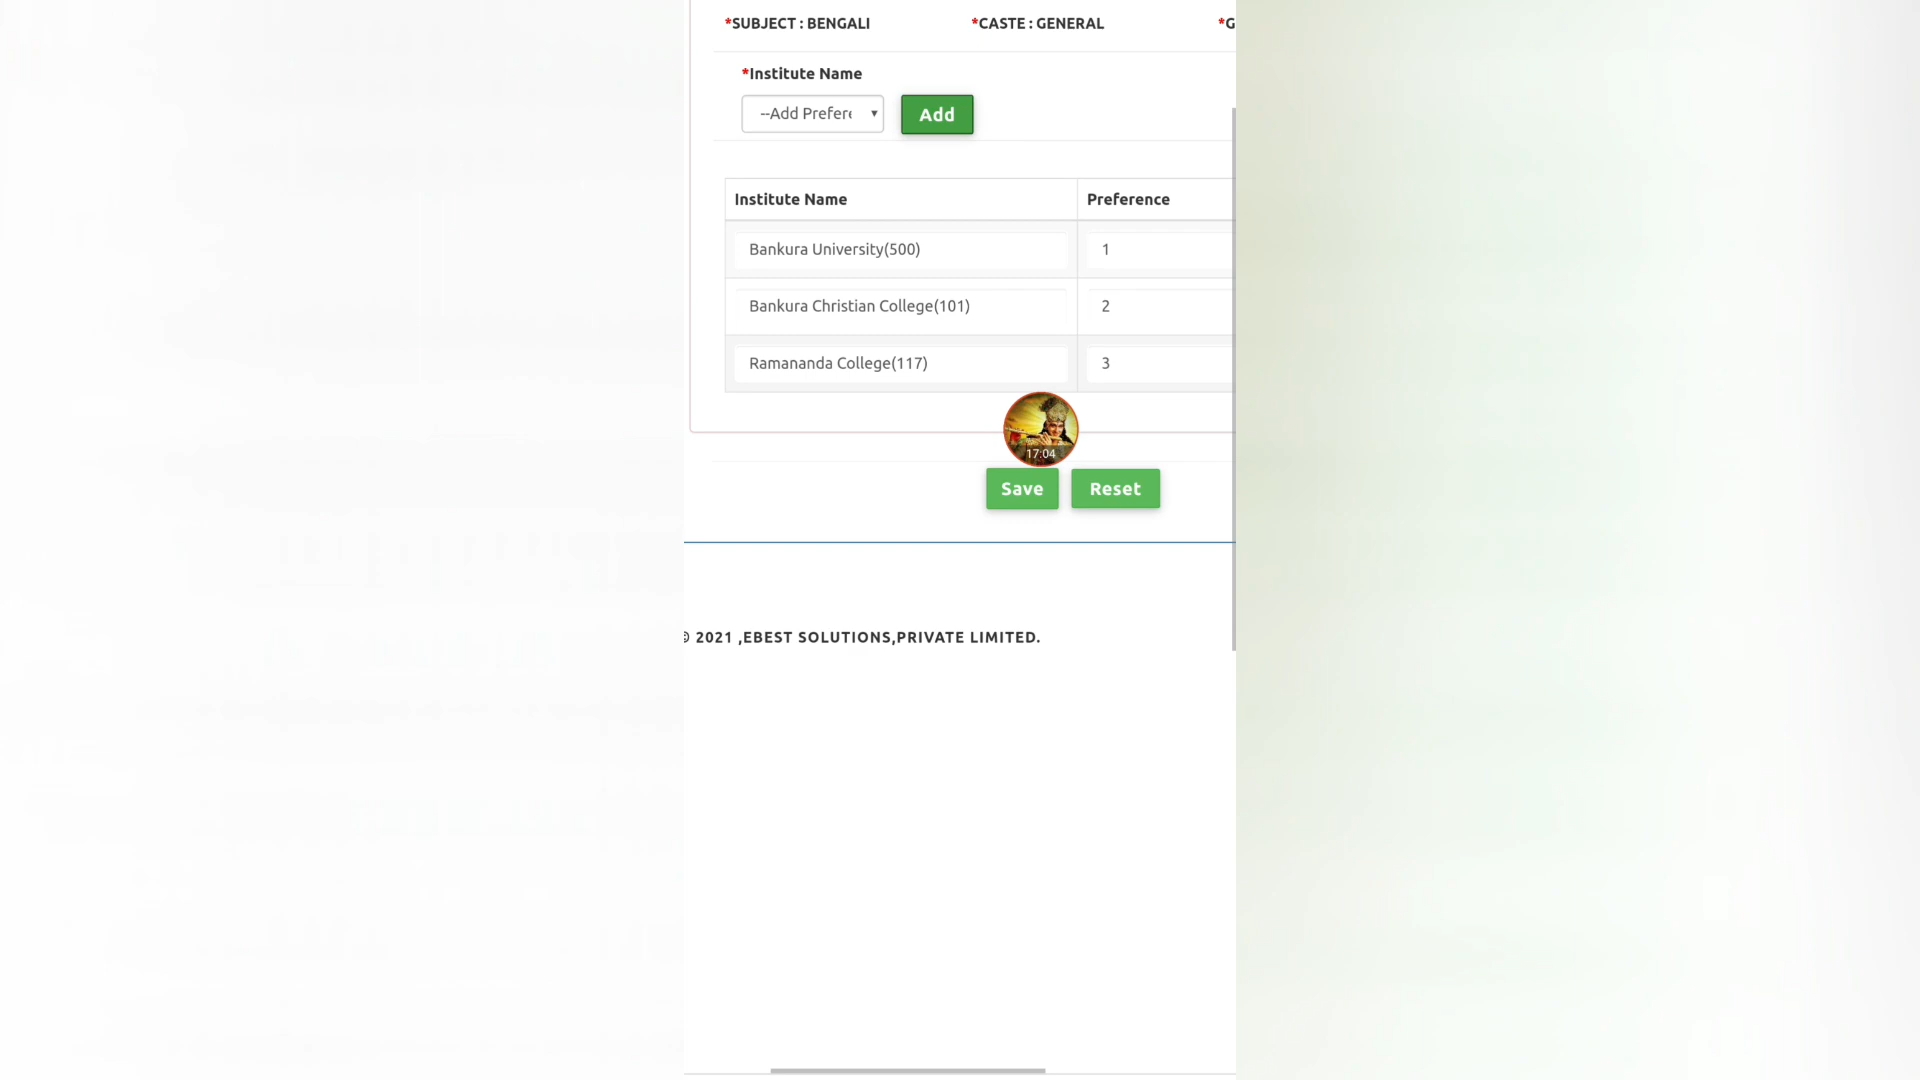 *SUBJECT : BENGALI *CASTE : GENERAL *G
*Institute Name
--Add Prefere Add
Institute Name Preference
Bankura University(500) 1
Bankura Christian College(101) 2
Ramananda College(117) 3
17:04
Save Reset
© 2021 ,EBEST SOLUTIONS,PRIVATE LIMITED.